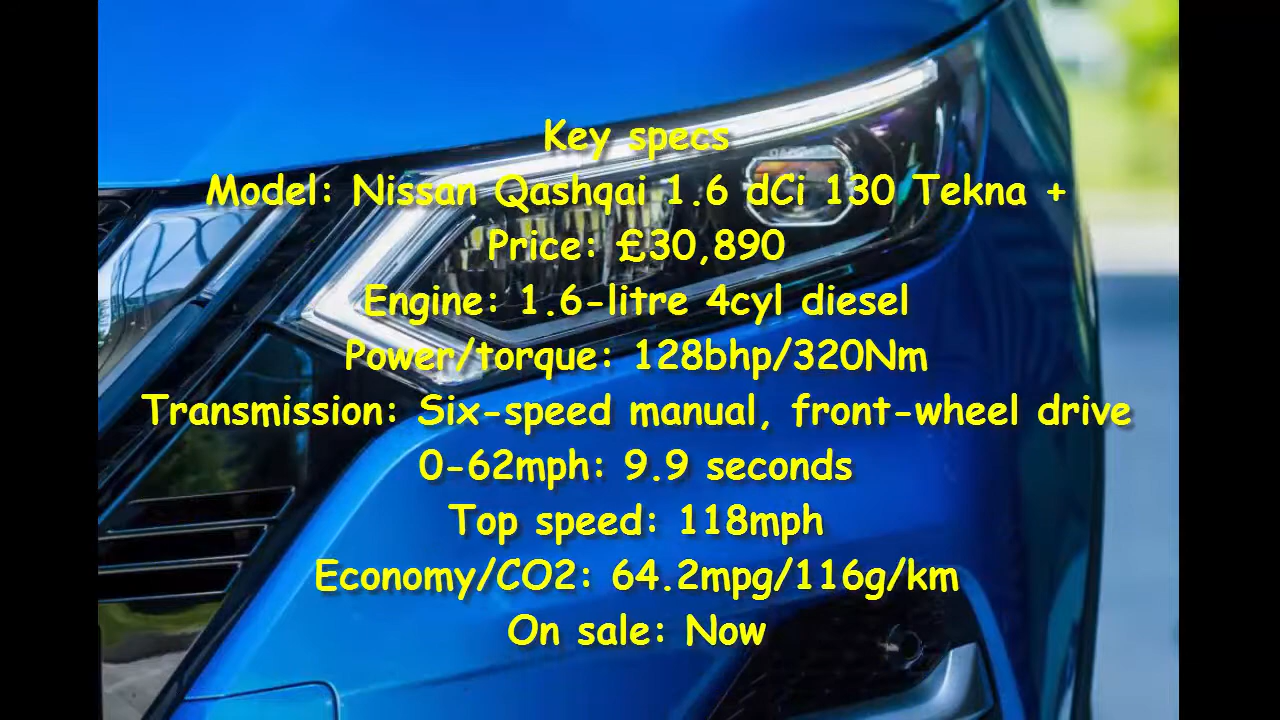 Key specs
Model: Nissan Qashqai 1.6 dCi 130 Tekna +
Price: £30,890
Engine: 1.6-litre 4cyl diesel
Power/torque: 128bhp/320Nm
Transmission: Six-speed manual, front-wheel drive
0-62mph: 9.9 seconds
Top speed: 118mph
Economy/CO2: 64.2mpg/116g/km
On sale: Now